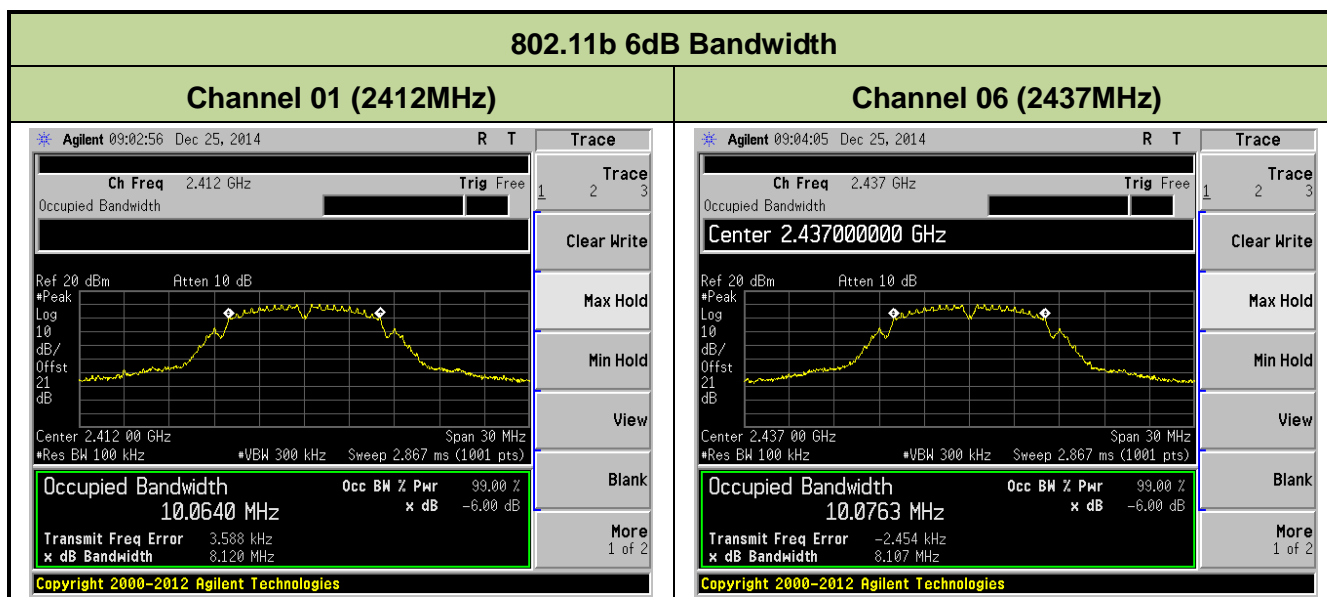 802.11b 6dB Bandwidth
Channel 01 (2412MHz)
Agilent 09:02:56 Dec 25, 2014 R T
Trace
Ch Freq 2.412 GHz Trig Free
Occupied Bandwidth
Trace
1 2 3
Clear Write
Max Hold
Min Hold
View
Blank
More
1 of 2
Ref 20 dBm Atten 10 dB
#Peak
Log
10
dB/
Offst
21
dB
Center 2.412 00 GHz Span 30 MHz
#Res BW 100 kHz #VBW 300 kHz Sweep 2.867 ms (1001 pts)
Occupied Bandwidth Occ BW % Pwr 99.00 %
10.0640 MHz x dB -6.00 dB
Transmit Freq Error 3.588 kHz
x dB Bandwidth 8.120 MHz
Copyright 2000-2012 Agilent Technologies
Channel 06 (2437MHz)
Agilent 09:04:05 Dec 25, 2014 R T
Trace
Ch Freq 2.437 GHz Trig Free
Occupied Bandwidth
Center 2.437000000 GHz
Trace
1 2 3
Clear Write
Max Hold
Min Hold
View
Blank
More
1 of 2
Ref 20 dBm Atten 10 dB
#Peak
Log
10
dB/
Offst
21
dB
Center 2.437 00 GHz Span 30 MHz
#Res BW 100 kHz #VBW 300 kHz Sweep 2.867 ms (1001 pts)
Occupied Bandwidth Occ BW % Pwr 99.00 %
10.0763 MHz x dB -6.00 dB
Transmit Freq Error -2.454 kHz
x dB Bandwidth 8.107 MHz
Copyright 2000-2012 Agilent Technologies